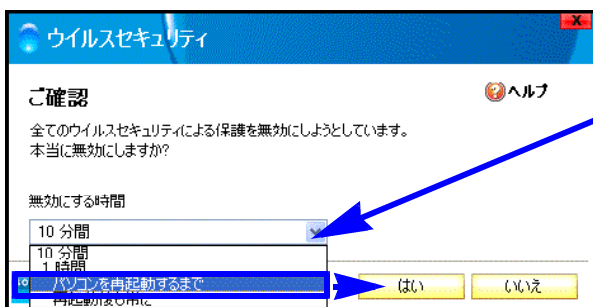 ウイルスセキュリティ
X
ご確認
?ヘルプ
全てのウイルスセキュリティによる保護を無効にしようとしています。
本当に無効にしますか?
無効にする時間
10 分間
10 分間
1 時間
パソコンを再起動するまで
はい
いいえ